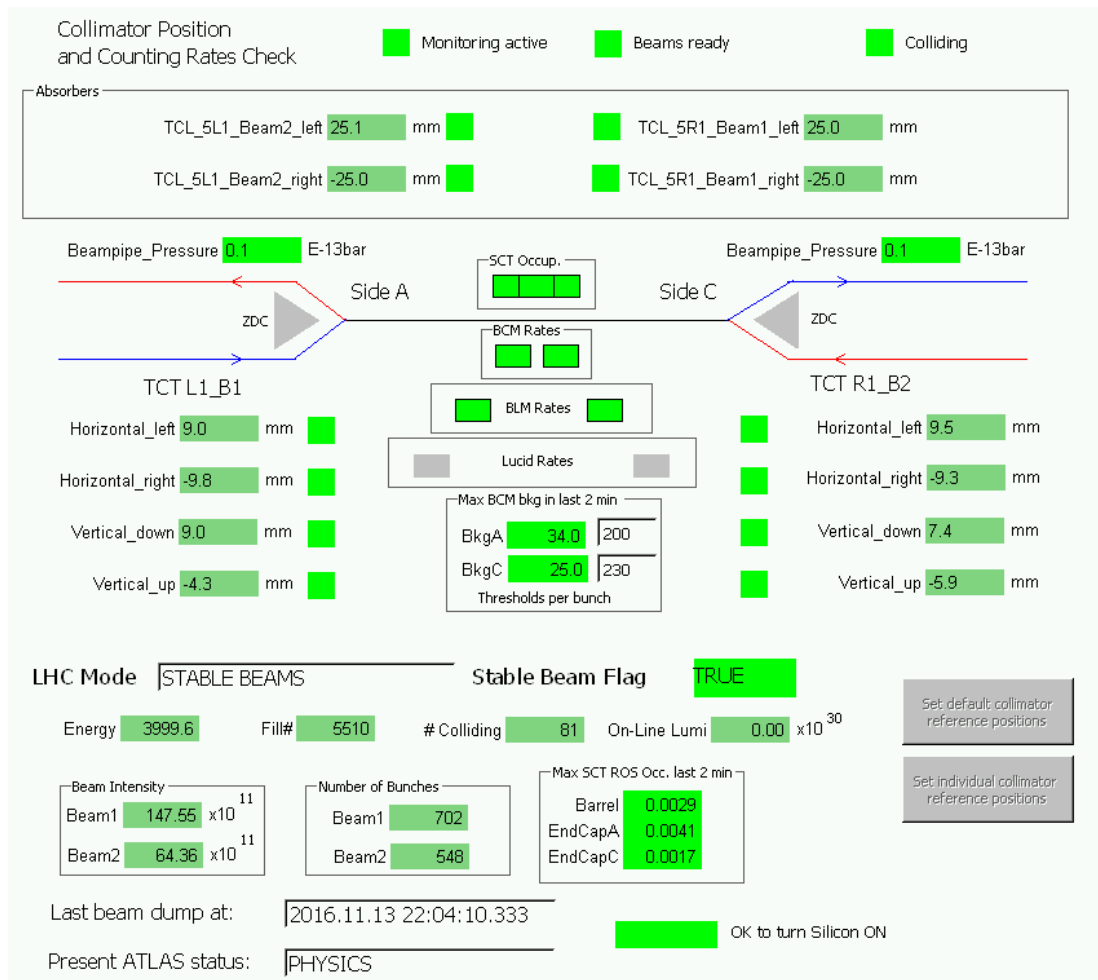 Collimator Position
and Counting Rates Check
Monitoring active
Beams ready
Colliding
Absorbers
TCL_5L1_Beam2_left 25.1 mm
TCL_5R1_Beam1_left 25.0 mm
TCL_5L1_Beam2_right -25.0 mm
TCL_5R1_Beam1_right -25.0 mm
Beampipe_Pressure 0.1 E-13bar
Beampipe_Pressure 0.1 E-13bar
SCT Occup.
Side A
Side C
ZDC
ZDC
BCM Rates
TCT L1_B1
TCT R1_B2
BLM Rates
Horizontal_left 9.0 mm
Horizontal_left 9.5 mm
Lucid Rates
Horizontal_right -9.8 mm
Horizontal_right -9.3 mm
Max BCM bkg in last 2 min
Vertical_down 9.0 mm
BkgA 34.0 200
Vertical_down 7.4 mm
BkgC 25.0 230
Vertical_up -4.3 mm
Vertical_up -5.9 mm
Thresholds per bunch
LHC Mode STABLE BEAMS
Stable Beam Flag TRUE
Set default collimator
reference positions
Energy 3999.6
Fill# 5510
# Colliding 81
On-Line Lumi 0.00 x10 30
Set individual collimator
reference positions
Beam Intensity
Beam1 147.55 x10 11
Beam2 64.36 x10 11
Number of Bunches
Beam1 702
Beam2 548
Max SCT ROS Occ. last 2 min
Barrel 0.0029
EndCapA 0.0041
EndCapC 0.0017
Last beam dump at: 2016.11.13 22:04:10.333
OK to turn Silicon ON
Present ATLAS status: PHYSICS